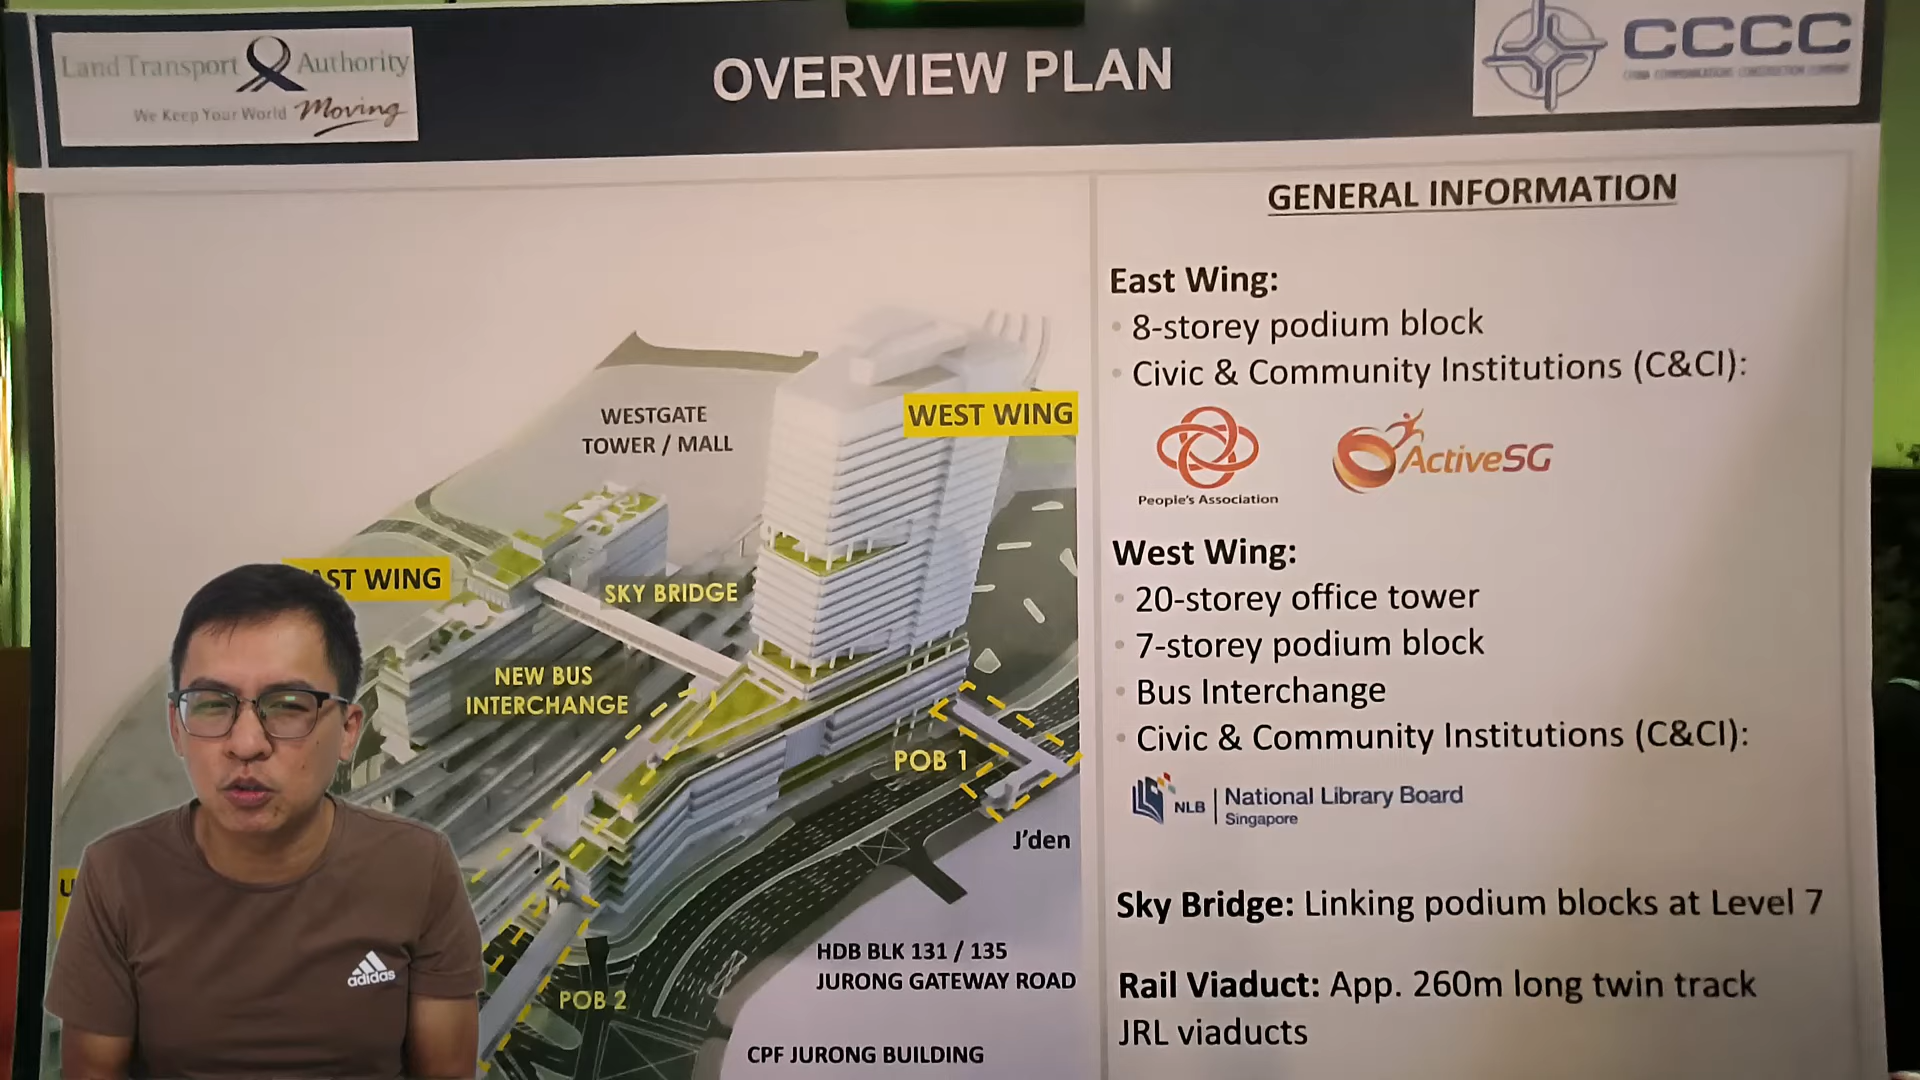 Land Transport Authority
We Keep Your World Moving
OVERVIEW PLAN
CCCC
CHINA COMMUNICATIONS CONSTRUCTION COMPANY
WESTGATE
TOWER / MALL
WEST WING
AST WING
SKY BRIDGE
NEW BUS
INTERCHANGE
POB 1
J'den
HDB BLK 131 / 135
JURONG GATEWAY ROAD
POB 2
CPF JURONG BUILDING
U
adidas
GENERAL INFORMATION
East Wing:
• 8-storey podium block
• Civic & Community Institutions (C&CI):
People's Association
ActiveSG
West Wing:
• 20-storey office tower
• 7-storey podium block
• Bus Interchange
• Civic & Community Institutions (C&CI):
NLB | National Library Board
Singapore
Sky Bridge: Linking podium blocks at Level 7
Rail Viaduct: App. 260m long twin track
JRL viaducts